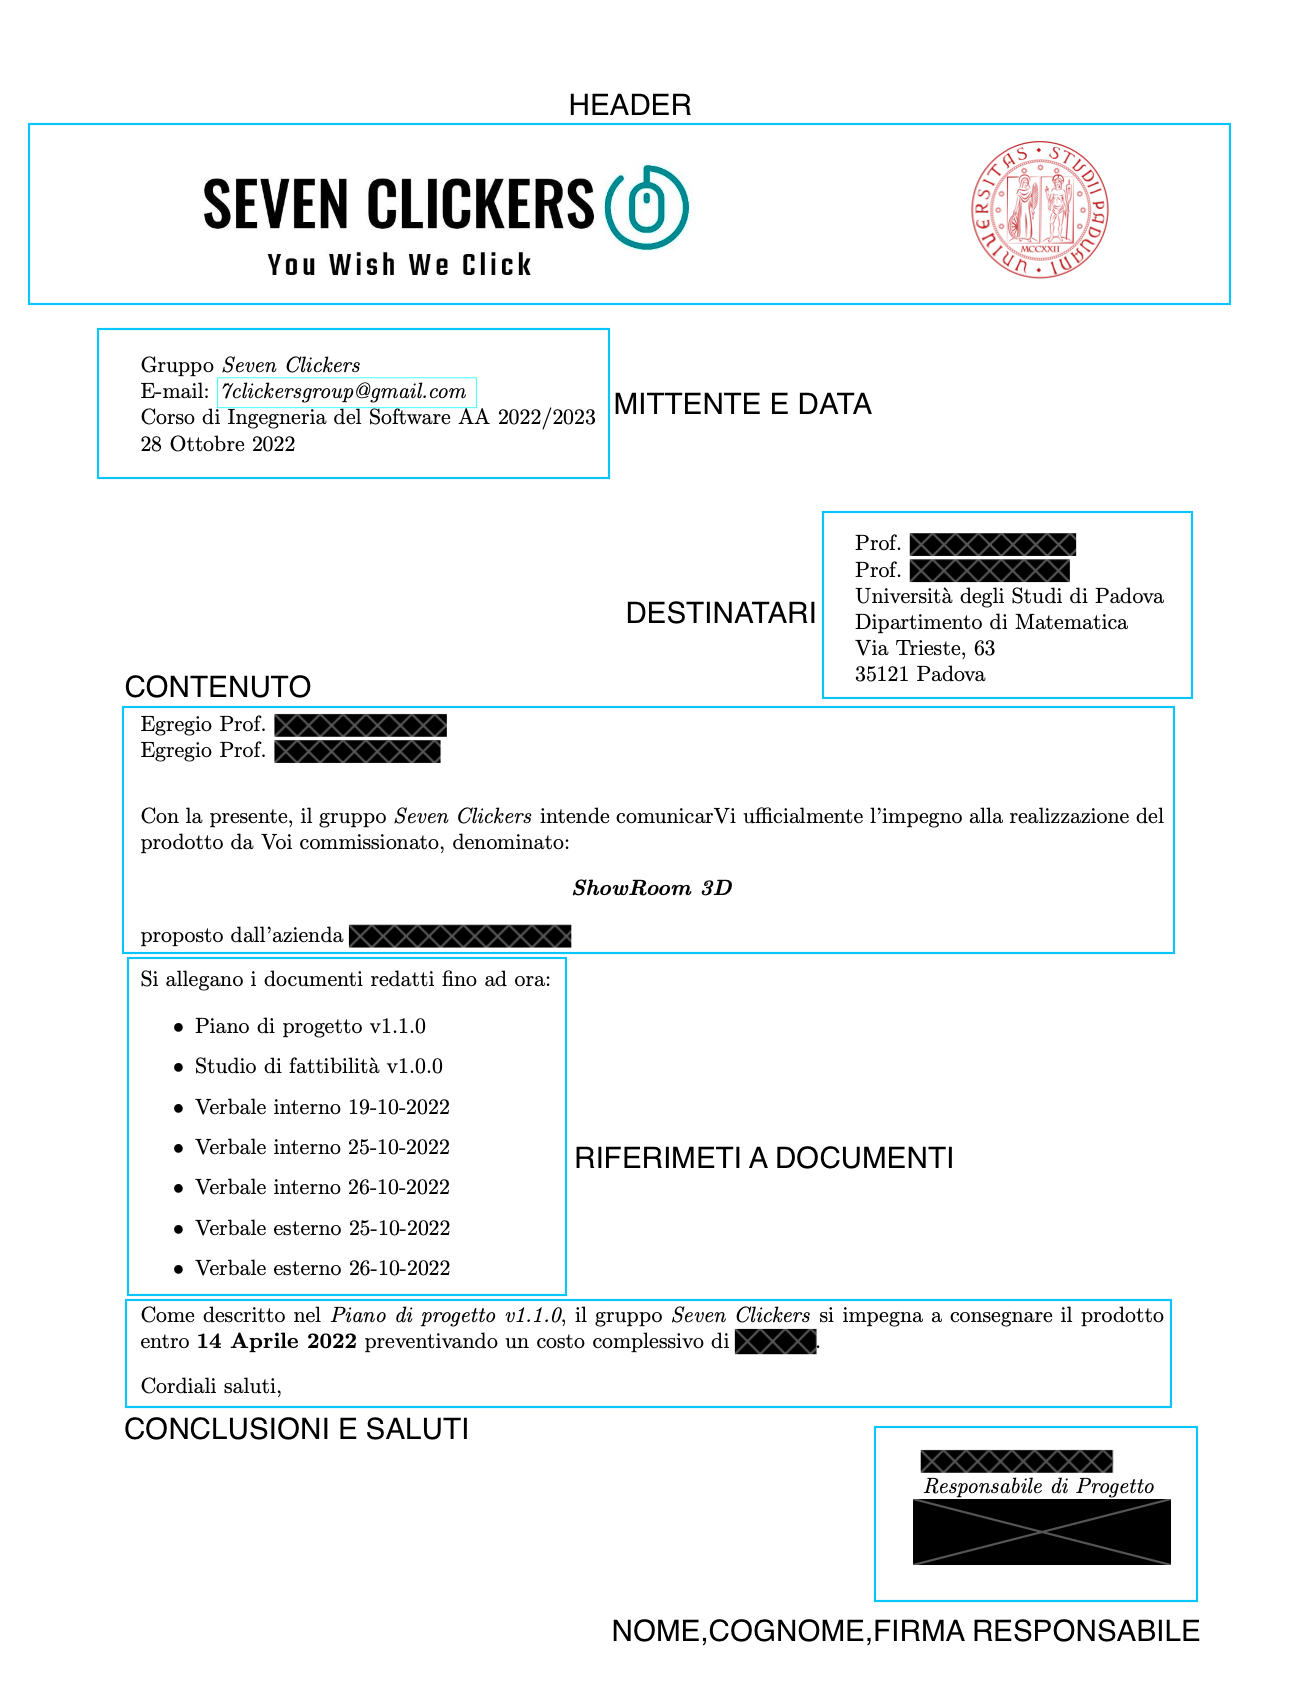 HEADER
SEVEN CLICKERS
You Wish We Click
UNIVERSITAS · STUDII PADUANI ·
MCCXXII
Gruppo Seven Clickers
E-mail: 7clickersgroup@gmail.com
Corso di Ingegneria del Software AA 2022/2023
28 Ottobre 2022
MITTENTE E DATA
Prof.
Prof.
Università degli Studi di Padova
Dipartimento di Matematica
Via Trieste, 63
35121 Padova
DESTINATARI
CONTENUTO
Egregio Prof.
Egregio Prof.
Con la presente, il gruppo Seven Clickers intende comunicarVi ufficialmente l'impegno alla realizzazione del
prodotto da Voi commissionato, denominato:
ShowRoom 3D
proposto dall'azienda
Si allegano i documenti redatti fino ad ora:
• Piano di progetto v1.1.0
• Studio di fattibilità v1.0.0
• Verbale interno 19-10-2022
• Verbale interno 25-10-2022
• Verbale interno 26-10-2022
• Verbale esterno 25-10-2022
• Verbale esterno 26-10-2022
RIFERIMETI A DOCUMENTI
Come descritto nel Piano di progetto v1.1.0, il gruppo Seven Clickers si impegna a consegnare il prodotto
entro 14 Aprile 2022 preventivando un costo complessivo di .
Cordiali saluti,
CONCLUSIONI E SALUTI
Responsabile di Progetto
NOME,COGNOME,FIRMA RESPONSABILE